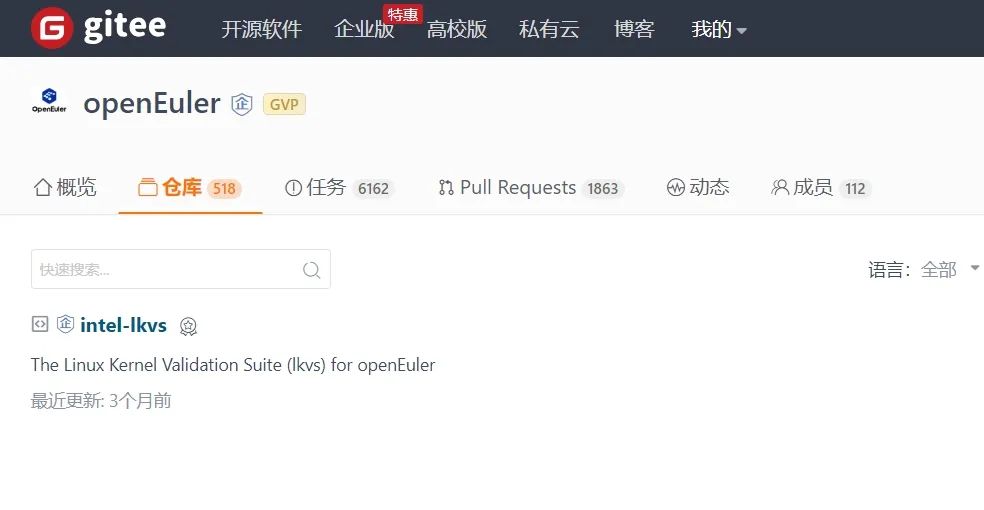 gitee 开源软件 企业版 特惠 高校版 私有云 博客 我的
openEuler openEuler 企 GVP
概览 仓库 518 任务 6162 Pull Requests 1863 动态 成员 112
快速搜索... 语言: 全部
企 intel-lkvs
The Linux Kernel Validation Suite (lkvs) for openEuler
最近更新: 3个月前